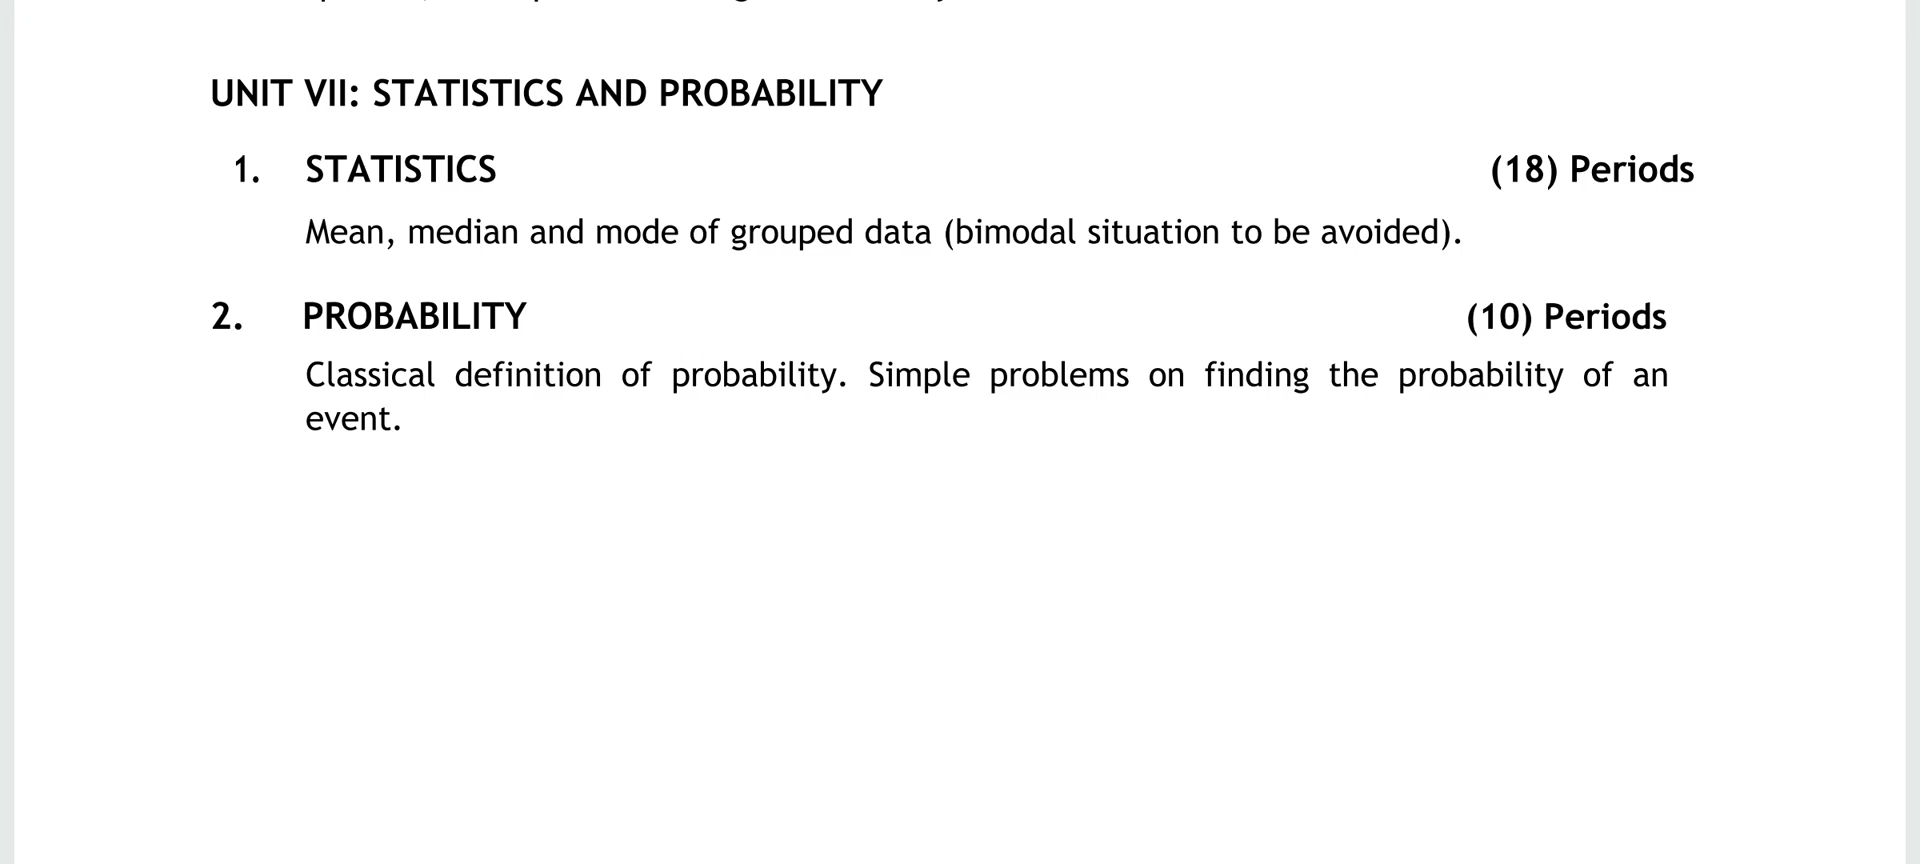 UNIT VII: STATISTICS AND PROBABILITY
1. STATISTICS (18) Periods
Mean, median and mode of grouped data (bimodal situation to be avoided).
2. PROBABILITY (10) Periods
Classical definition of probability. Simple problems on finding the probability of an
event.